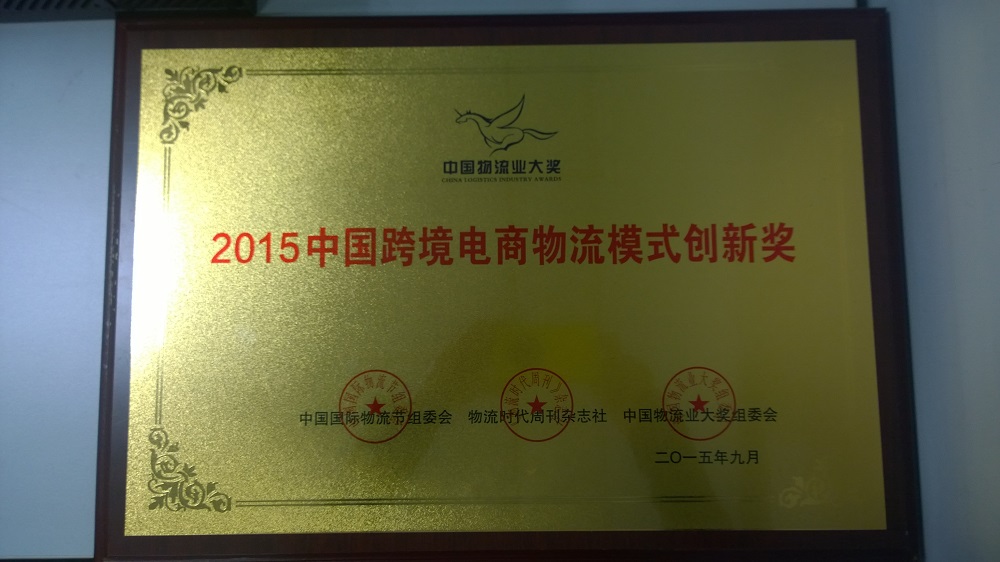 中国物流业大奖
CHINA LOGISTICS INDUSTRY AWARDS
2015中国跨境电商物流模式创新奖
中国国际物流节组委会 物流时代周刊杂志社 中国物流业大奖组委会
二〇一五年九月